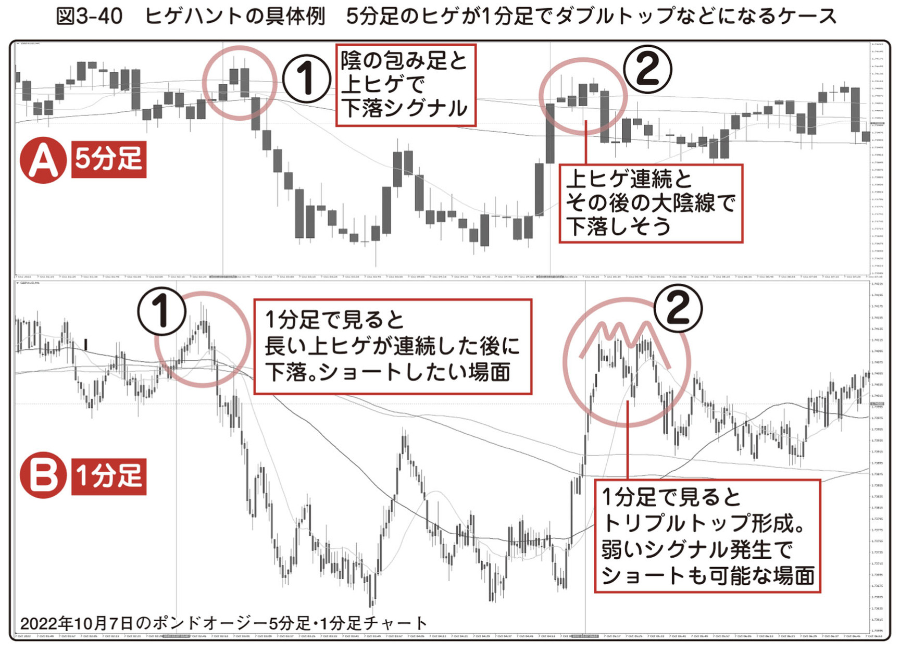 図3-40 ヒゲハントの具体例 5分足のヒゲが1分足でダブルトップなどになるケース
①
陰の包み足と
上ヒゲで
下落シグナル
②
A 5分足
上ヒゲ連続と
その後の大陰線で
下落しそう
①
1分足で見ると
長い上ヒゲが連続した後に
下落。ショートしたい場面
②
B 1分足
1分足で見ると
トリプルトップ形成。
弱いシグナル発生で
ショートも可能な場面
2022年10月7日のポンドオージー5分足・1分足チャート